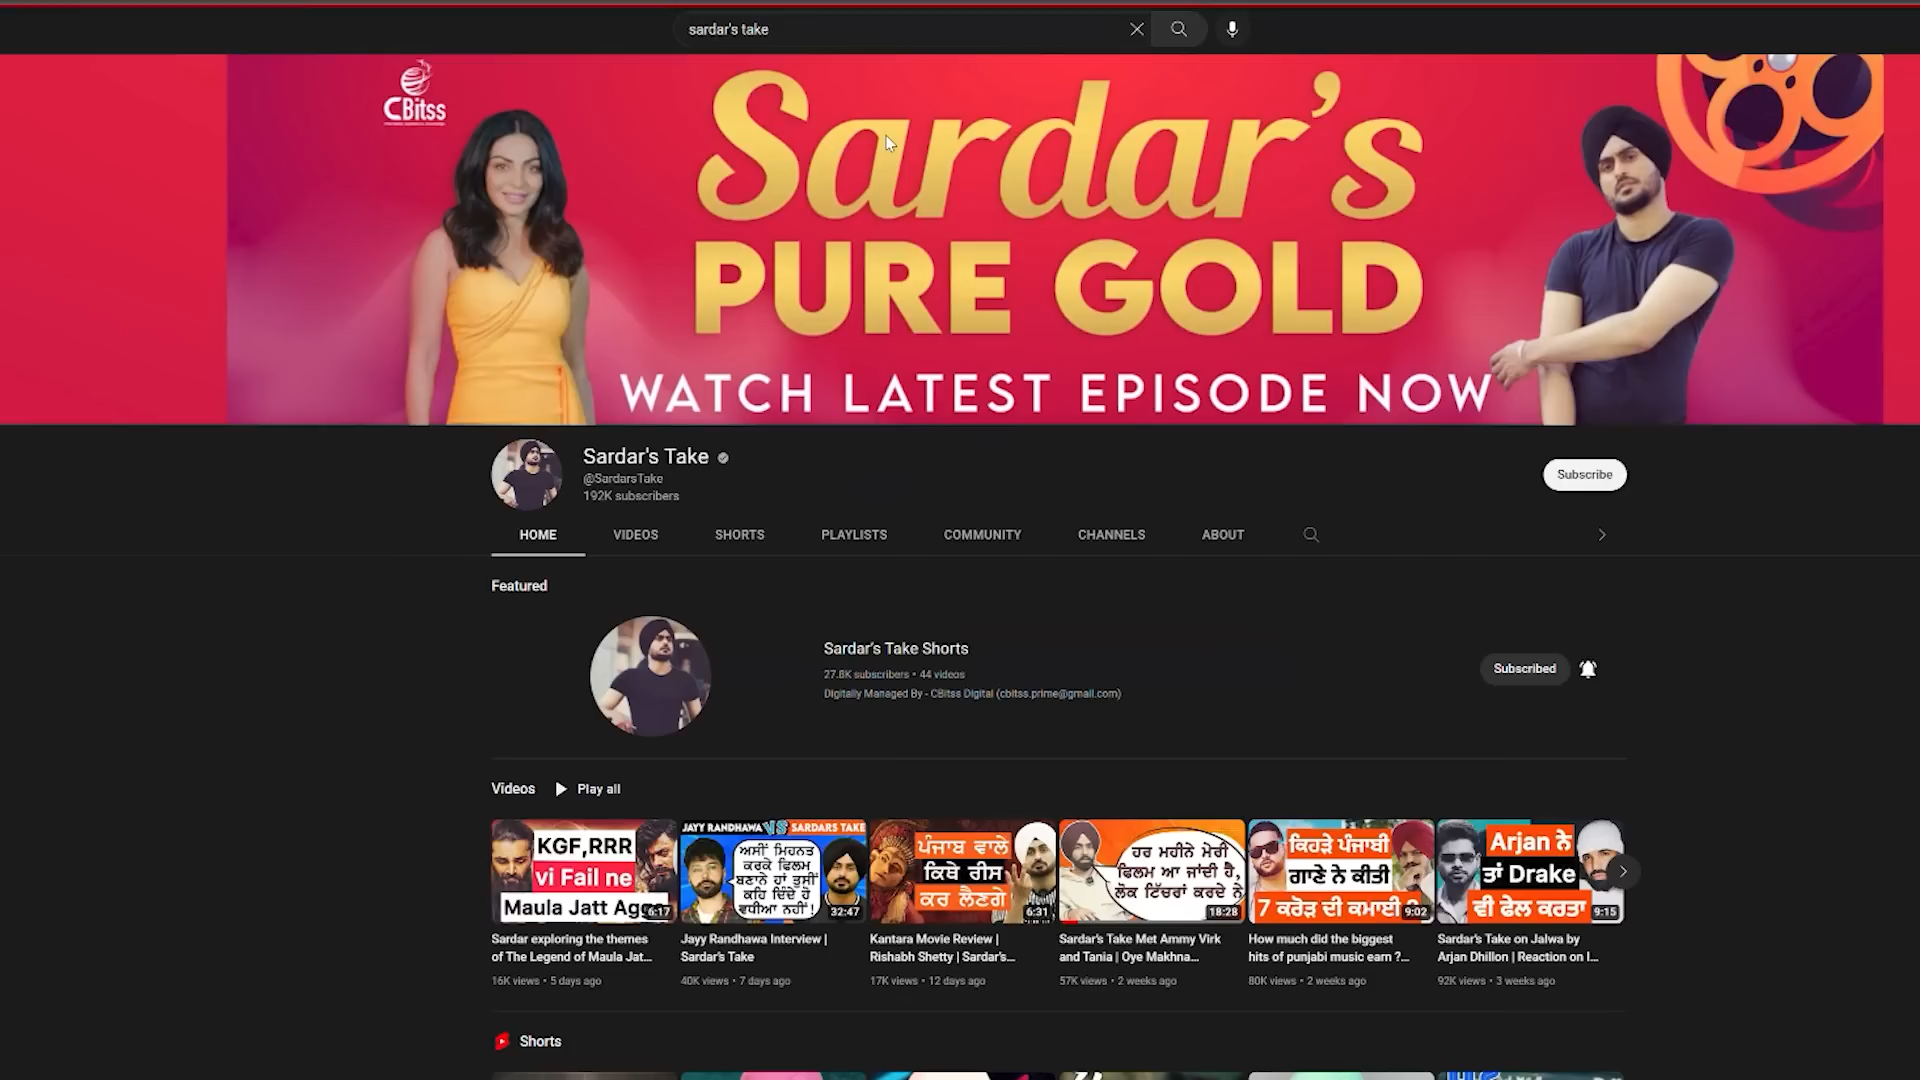 sardar's take
CBitss
Sardar's
PURE GOLD
WATCH LATEST EPISODE NOW
Sardar's Take
@SardarsTake
192K subscribers
Subscribe
HOME VIDEOS SHORTS PLAYLISTS COMMUNITY CHANNELS ABOUT
Featured
Sardar's Take Shorts
27.8K subscribers • 44 videos
Digitally Managed By - CBitss Digital (cbitss.prime@gmail.com)
Subscribed
Videos Play all
KGF,RRR
vi Fail ne
Maula Jatt Agge
6:17
JAYY RANDHAWA VS SARDARS TAKE
ਅਸੀਂ ਮਿਹਨਤ
ਕਰਕੇ ਫਿਲਮ
ਬਣਾਨੇ ਹਾਂ ਤੁਸੀਂ
ਕਹਿ ਦਿੰਦੇ ਹੋ
ਵਧੀਆ ਨਹੀਂ!
32:47
ਪੰਜਾਬ ਵਾਲੇ
ਕਿਥੇ ਰੀਸ
ਕਰ ਲੈਣਗੇ
6:31
ਹਰ ਮਹੀਨੇ ਮੇਰੀ
ਫਿਲਮ ਆ ਜਾਂਦੀ ਹੈ,
ਲੋਕ ਟਿੱਚਰਾਂ ਕਰਦੇ ਨੇ
18:28
ਕਿਹੜੇ ਪੰਜਾਬੀ
ਗਾਣੇ ਨੇ ਕੀਤੀ
7 ਕਰੋੜ ਦੀ ਕਮਾਈ ?
9:02
Arjan ਨੇ
ਤਾਂ Drake
ਵੀ ਫੇਲ ਕਰਤਾ
9:15
Sardar exploring the themes
of The Legend of Maula Jat...
16K views • 5 days ago
Jayy Randhawa Interview |
Sardar's Take
40K views • 7 days ago
Kantara Movie Review |
Rishabh Shetty | Sardar's...
17K views • 12 days ago
Sardar's Take Met Ammy Virk
and Tania | Oye Makhna...
57K views • 2 weeks ago
How much did the biggest
hits of punjabi music earn ?...
80K views • 2 weeks ago
Sardar's Take on Jalwa by
Arjan Dhillon | Reaction on I...
92K views • 3 weeks ago
Shorts